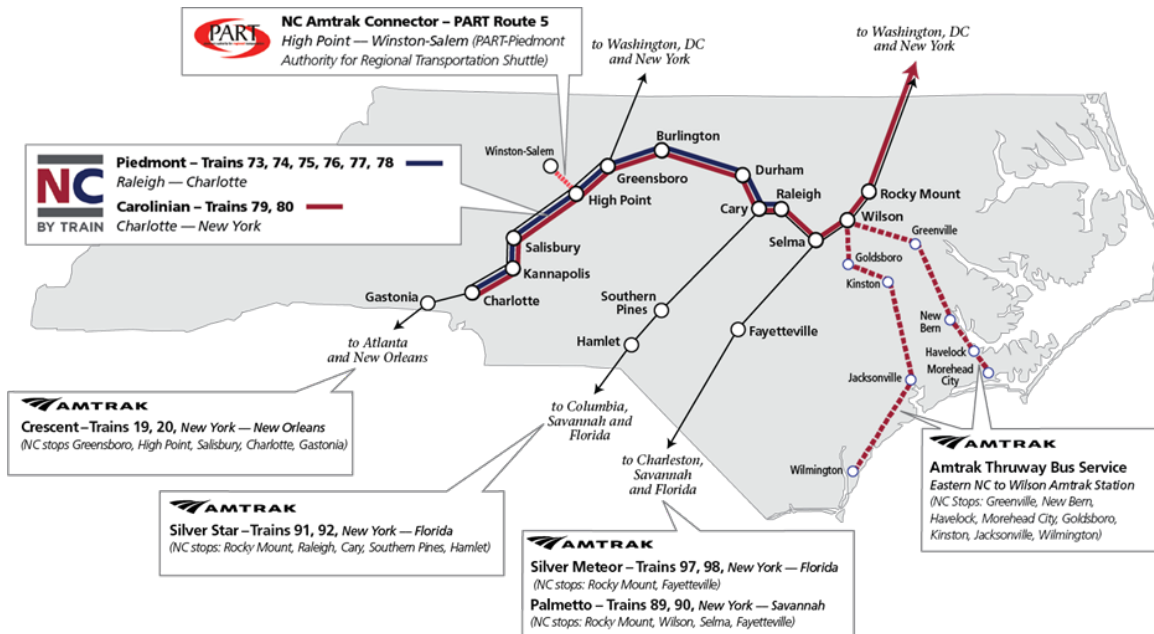 PART
NC Amtrak Connector – PART Route 5
High Point — Winston-Salem (PART-Piedmont
Authority for Regional Transportation Shuttle)
to Washington, DC
and New York
to Washington, DC
and New York
NC
BY TRAIN
Piedmont – Trains 73, 74, 75, 76, 77, 78
Raleigh — Charlotte
Carolinian – Trains 79, 80
Charlotte — New York
Winston-Salem
Burlington
Greensboro
High Point
Durham
Cary
Raleigh
Rocky Mount
Wilson
Selma
Greenville
Salisbury
Goldsboro
Kannapolis
Kinston
Gastonia
Charlotte
Southern
Pines
Hamlet
Fayetteville
New
Bern
Havelock
Morehead
City
Jacksonville
Wilmington
to Atlanta
and New Orleans
to Columbia,
Savannah and
Florida
to Charleston,
Savannah
and Florida
AMTRAK
Crescent – Trains 19, 20, New York — New Orleans
(NC stops Greensboro, High Point, Salisbury, Charlotte, Gastonia)
AMTRAK
Silver Star – Trains 91, 92, New York — Florida
(NC stops: Rocky Mount, Raleigh, Cary, Southern Pines, Hamlet)
AMTRAK
Silver Meteor – Trains 97, 98, New York — Florida
(NC stops: Rocky Mount, Fayetteville)
Palmetto – Trains 89, 90, New York — Savannah
(NC stops: Rocky Mount, Wilson, Selma, Fayetteville)
AMTRAK
Amtrak Thruway Bus Service
Eastern NC to Wilson Amtrak Station
(NC Stops: Greenville, New Bern,
Havelock, Morehead City, Goldsboro,
Kinston, Jacksonville, Wilmington)